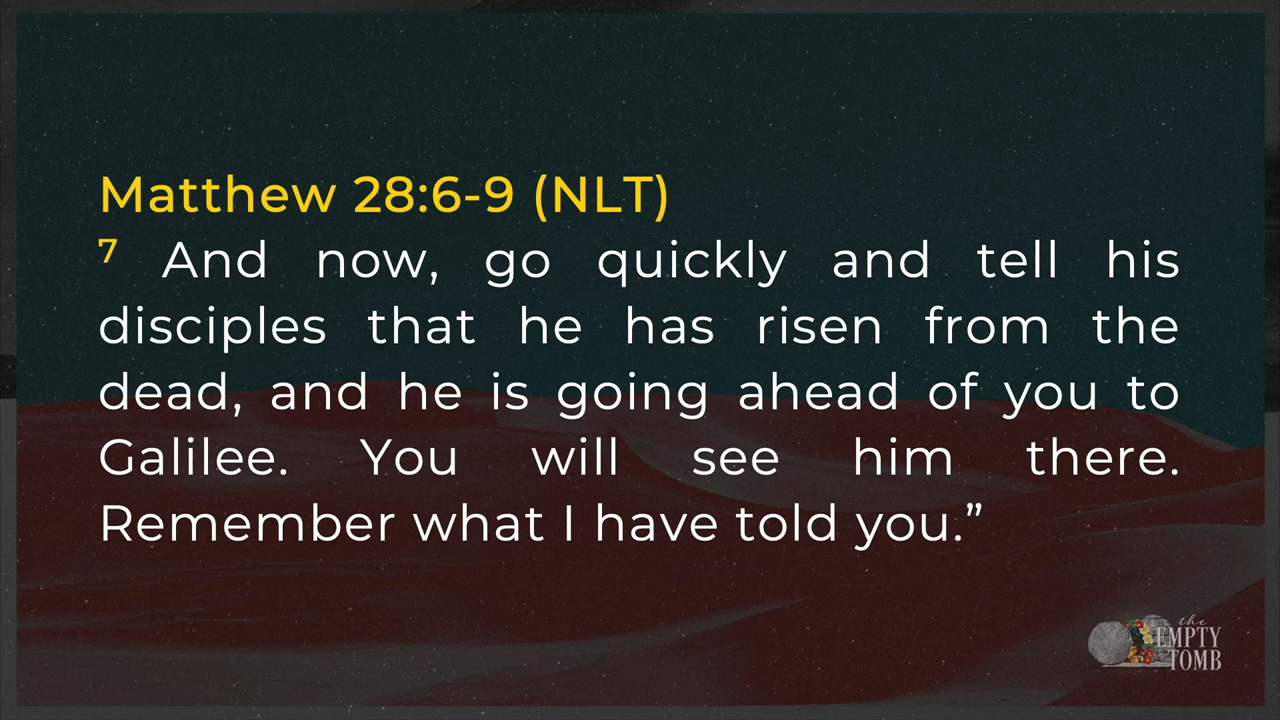 Matthew 28:6-9 (NLT)
7 And now, go quickly and tell his
disciples that he has risen from the
dead, and he is going ahead of you to
Galilee. You will see him there.
Remember what I have told you.”
the
EMPTY
TOMB